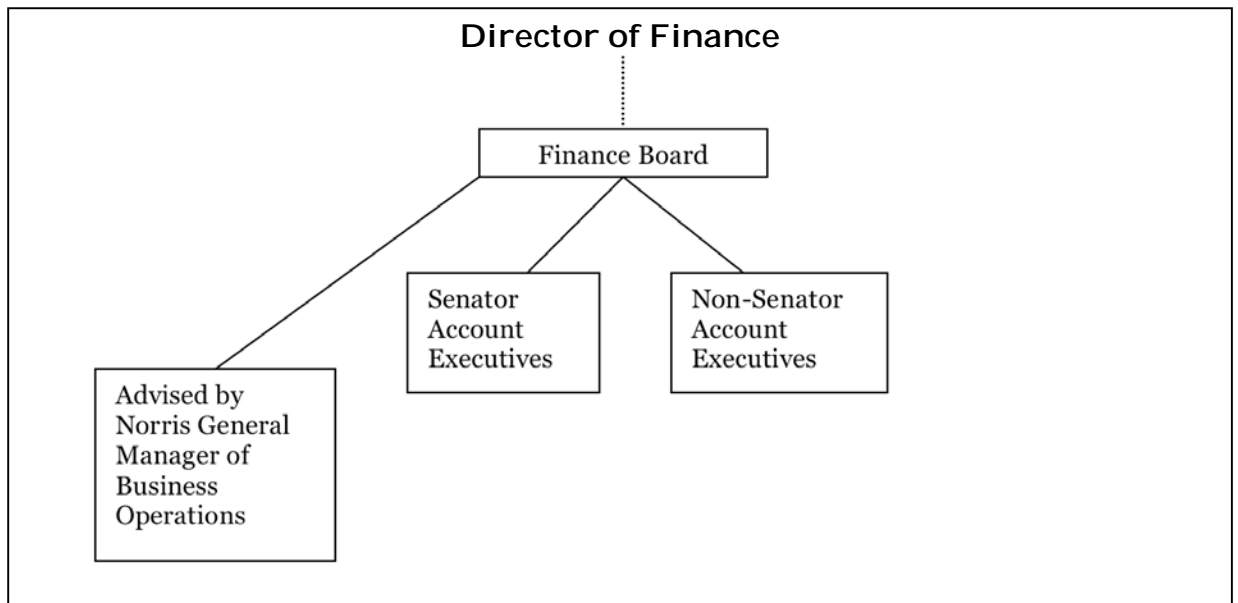 Director of Finance
Finance Board
Senator
Account
Executives
Non-Senator
Account
Executives
Advised by
Norris General
Manager of
Business
Operations